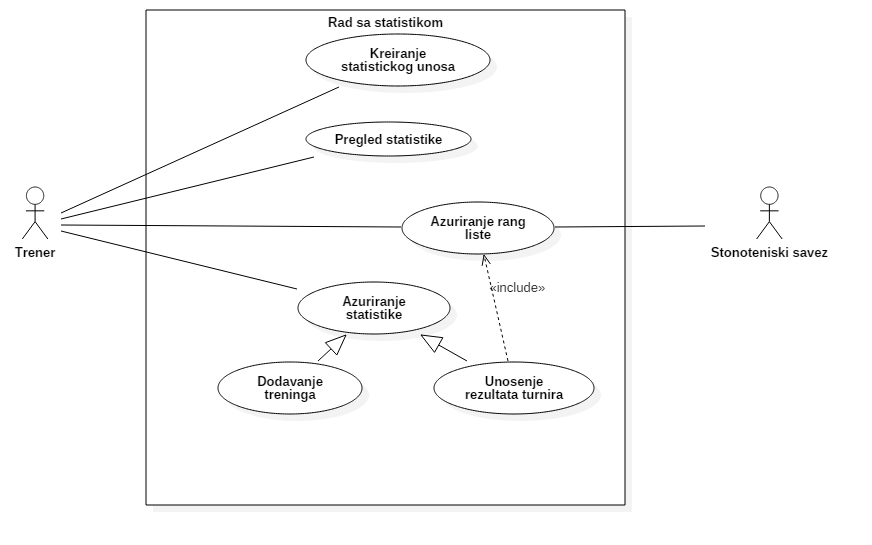 Rad sa statistikom
Kreiranje
statistickog unosa
Pregled statistike
Azuriranje rang
liste
Trener
Stonoteniski savez
«include»
Azuriranje
statistike
Dodavanje
treninga
Unosenje
rezultata turnira